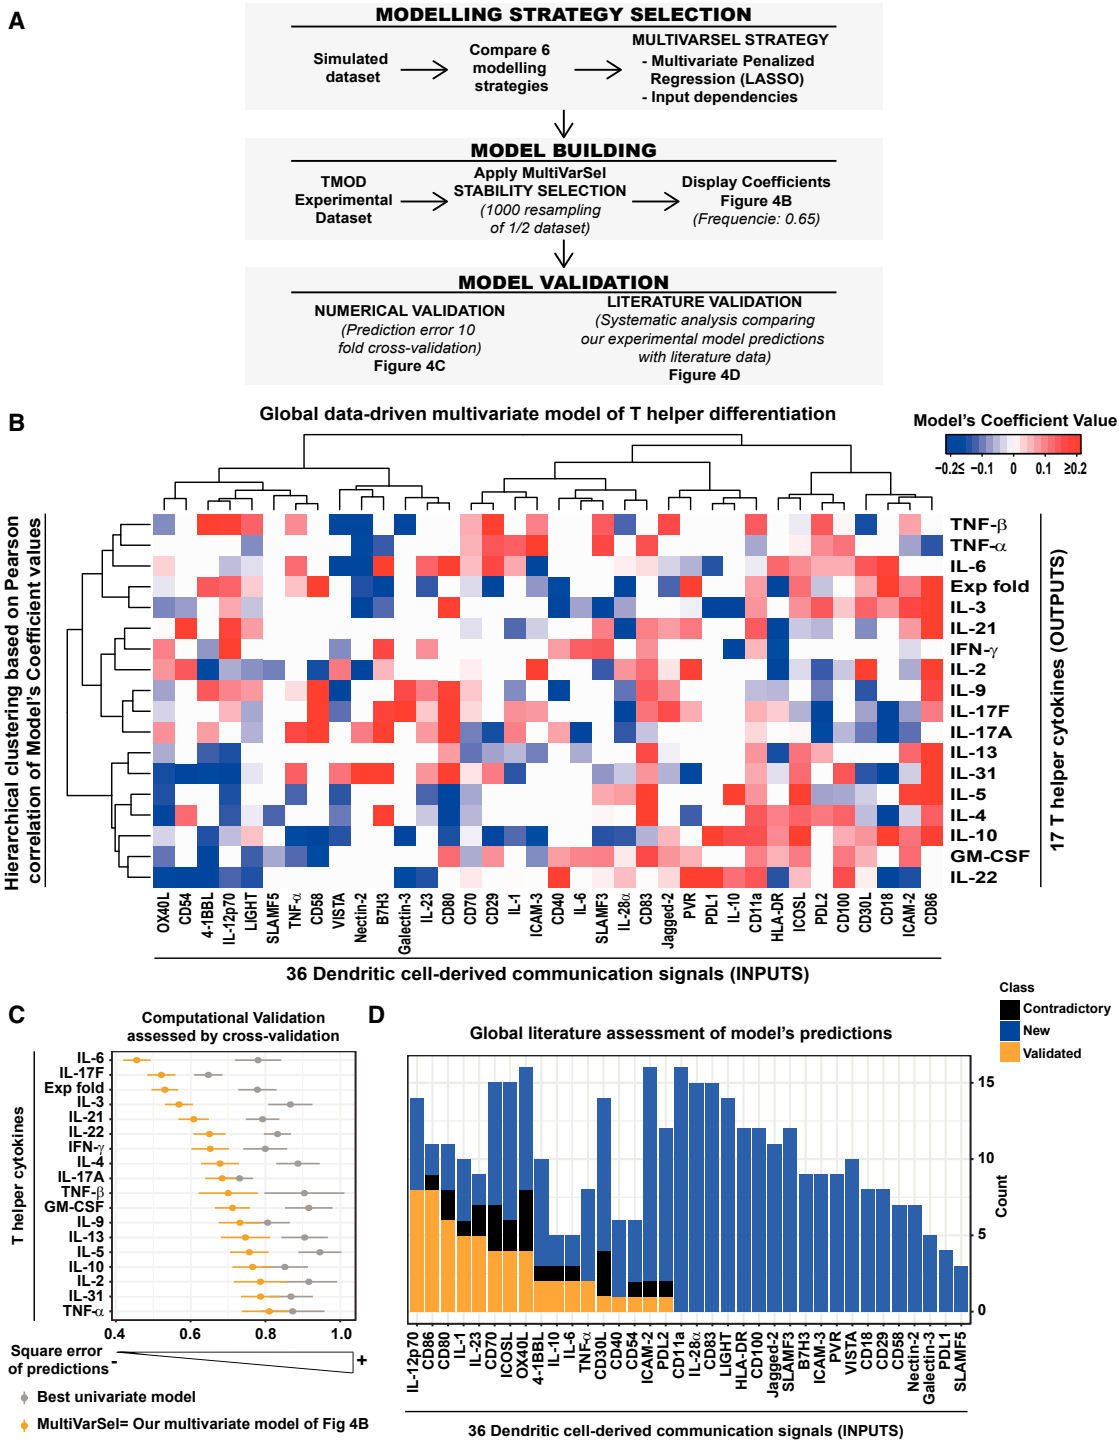 A
MODELLING STRATEGY SELECTION
Simulated
dataset
Compare 6
modelling
strategies
MULTIVARSEL STRATEGY
- Multivariate Penalized
Regression (LASSO)
- Input dependencies
MODEL BUILDING
TMOD
Experimental
Dataset
Apply MultiVarSel
STABILITY SELECTION
(1000 resampling
of 1/2 dataset)
Display Coefficients
Figure 4B
(Frequencie: 0.65)
MODEL VALIDATION
NUMERICAL VALIDATION
(Prediction error 10
fold cross-validation)
Figure 4C
LITERATURE VALIDATION
(Systematic analysis comparing
our experimental model predictions
with literature data)
Figure 4D
B
Global data-driven multivariate model of T helper differentiation
Model's Coefficient Value
−0.25 −0.1 0 0.1 ≥0.2
Hierarchical clustering based on Pearson
correlation of Model's Coefficient values
TNF-β
TNF-α
IL-6
Exp fold
IL-3
IL-21
IFN-γ
IL-2
IL-9
IL-17F
IL-17A
IL-13
IL-31
IL-5
IL-4
IL-10
GM-CSF
IL-22
17 T helper cytokines (OUTPUTS)
OX40L
CD54
4-1BBL
IL-12p70
LIGHT
SLAMF5
TNF-α
CD58
VISTA
Nectin-2
B7H3
Galectin-3
IL-23
CD80
CD70
CD29
IL-1
ICAM-3
CD40
IL-6
SLAMF3
IL-28α
CD83
Jagged-2
PVR
PDL1
IL-10
CD11a
HLA-DR
ICOSL
PDL2
CD100
CD30L
CD18
ICAM-2
CD86
36 Dendritic cell-derived communication signals (INPUTS)
C
Computational Validation
assessed by cross-validation
T helper cytokines
IL-6
IL-17F
Exp fold
IL-3
IL-21
IL-22
IFN-γ
IL-4
IL-17A
TNF-β
GM-CSF
IL-9
IL-13
IL-5
IL-10
IL-2
IL-31
TNF-α
0.4 0.6 0.8 1.0
Square error
of predictions
- +
Best univariate model
MultiVarSel= Our multivariate model of Fig 4B
D
Global literature assessment of model's predictions
Class
Contradictory
New
Validated
15
10
5
0
Count
IL-12p70
CD86
CD80
IL-1
IL-23
CD70
ICOSL
OX40L
4-1BBL
IL-10
IL-6
TNF-α
CD30L
CD40
CD54
ICAM-2
PDL2
CD11a
IL-28α
CD83
LIGHT
HLA-DR
CD100
Jagged-2
SLAMF3
B7H3
ICAM-3
PVR
VISTA
CD18
CD29
CD58
Nectin-2
Galectin-3
PDL1
SLAMF5
36 Dendritic cell-derived communication signals (INPUTS)